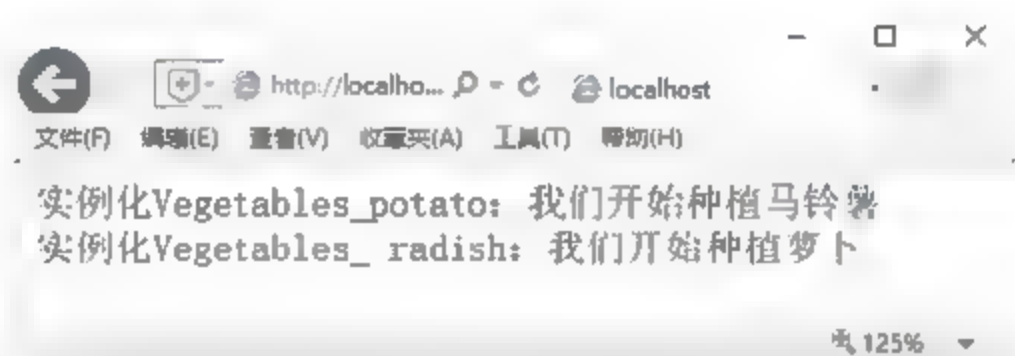 http://localho... localhost
文件(F) 编辑(E) 查看(V) 收藏夹(A) 工具(T) 帮助(H)
实例化Vegetables_potato: 我们开始种植马铃薯
实例化Vegetables_ radish: 我们开始种植萝卜
125%